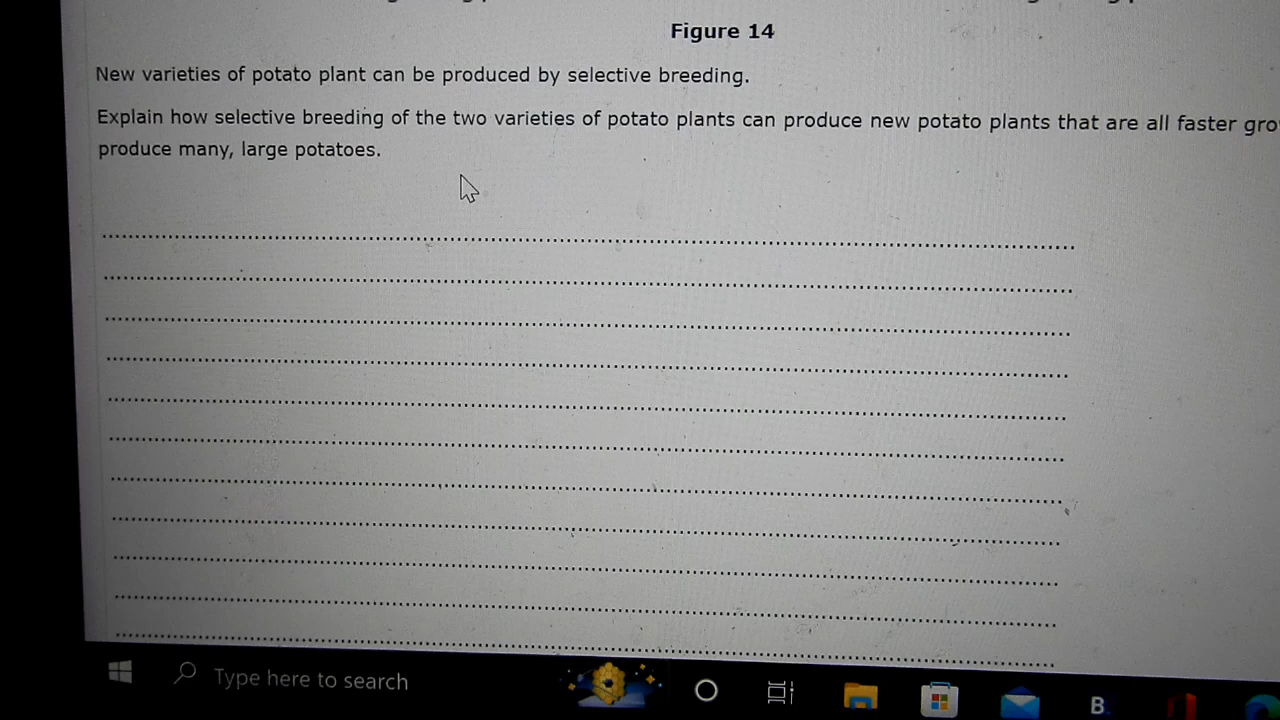 Figure 14
New varieties of potato plant can be produced by selective breeding.
Explain how selective breeding of the two varieties of potato plants can produce new potato plants that are all faster
produce many, large potatoes.
Type here to search
B